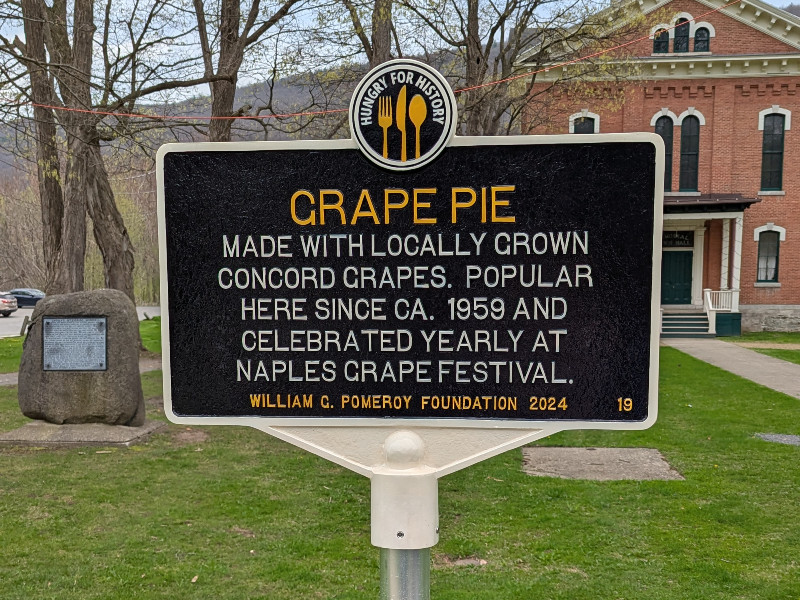 HUNGRY FOR HISTORY
GRAPE PIE
MADE WITH LOCALLY GROWN
CONCORD GRAPES. POPULAR
HERE SINCE CA. 1959 AND
CELEBRATED YEARLY AT
NAPLES GRAPE FESTIVAL.
WILLIAM G. POMEROY FOUNDATION 2024 19